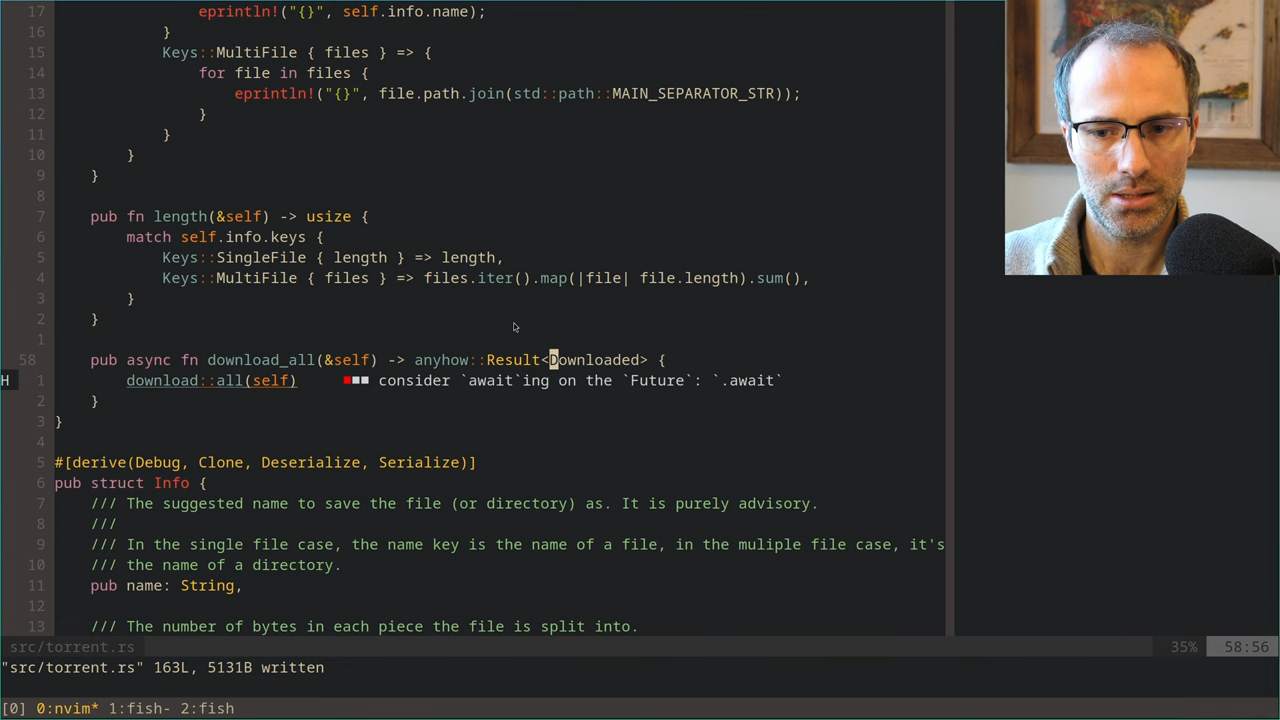 17                 eprintln!("{}", self.info.name);
16             }
15             Keys::MultiFile { files } => {
14                 for file in files {
13                     eprintln!("{}", file.path.join(std::path::MAIN_SEPARATOR_STR));
12                 }
11             }
10         }
9     }
8
7     pub fn length(&self) -> usize {
6         match self.info.keys {
5             Keys::SingleFile { length } => length,
4             Keys::MultiFile { files } => files.iter().map(|file| file.length).sum(),
3         }
2     }
1
58     pub async fn download_all(&self) -> anyhow::Result<Downloaded> {
H 1         download::all(self)     ■■■ consider `await`ing on the `Future`: `.await`
2     }
3 }
4
5 #[derive(Debug, Clone, Deserialize, Serialize)]
6 pub struct Info {
7     /// The suggested name to save the file (or directory) as. It is purely advisory.
8     ///
9     /// In the single file case, the name key is the name of a file, in the muliple file case, it's
10     /// the name of a directory.
11     pub name: String,
12
13     /// The number of bytes in each piece the file is split into.
src/torrent.rs 35% 58:56
"src/torrent.rs" 163L, 5131B written
[0] 0:nvim* 1:fish- 2:fish